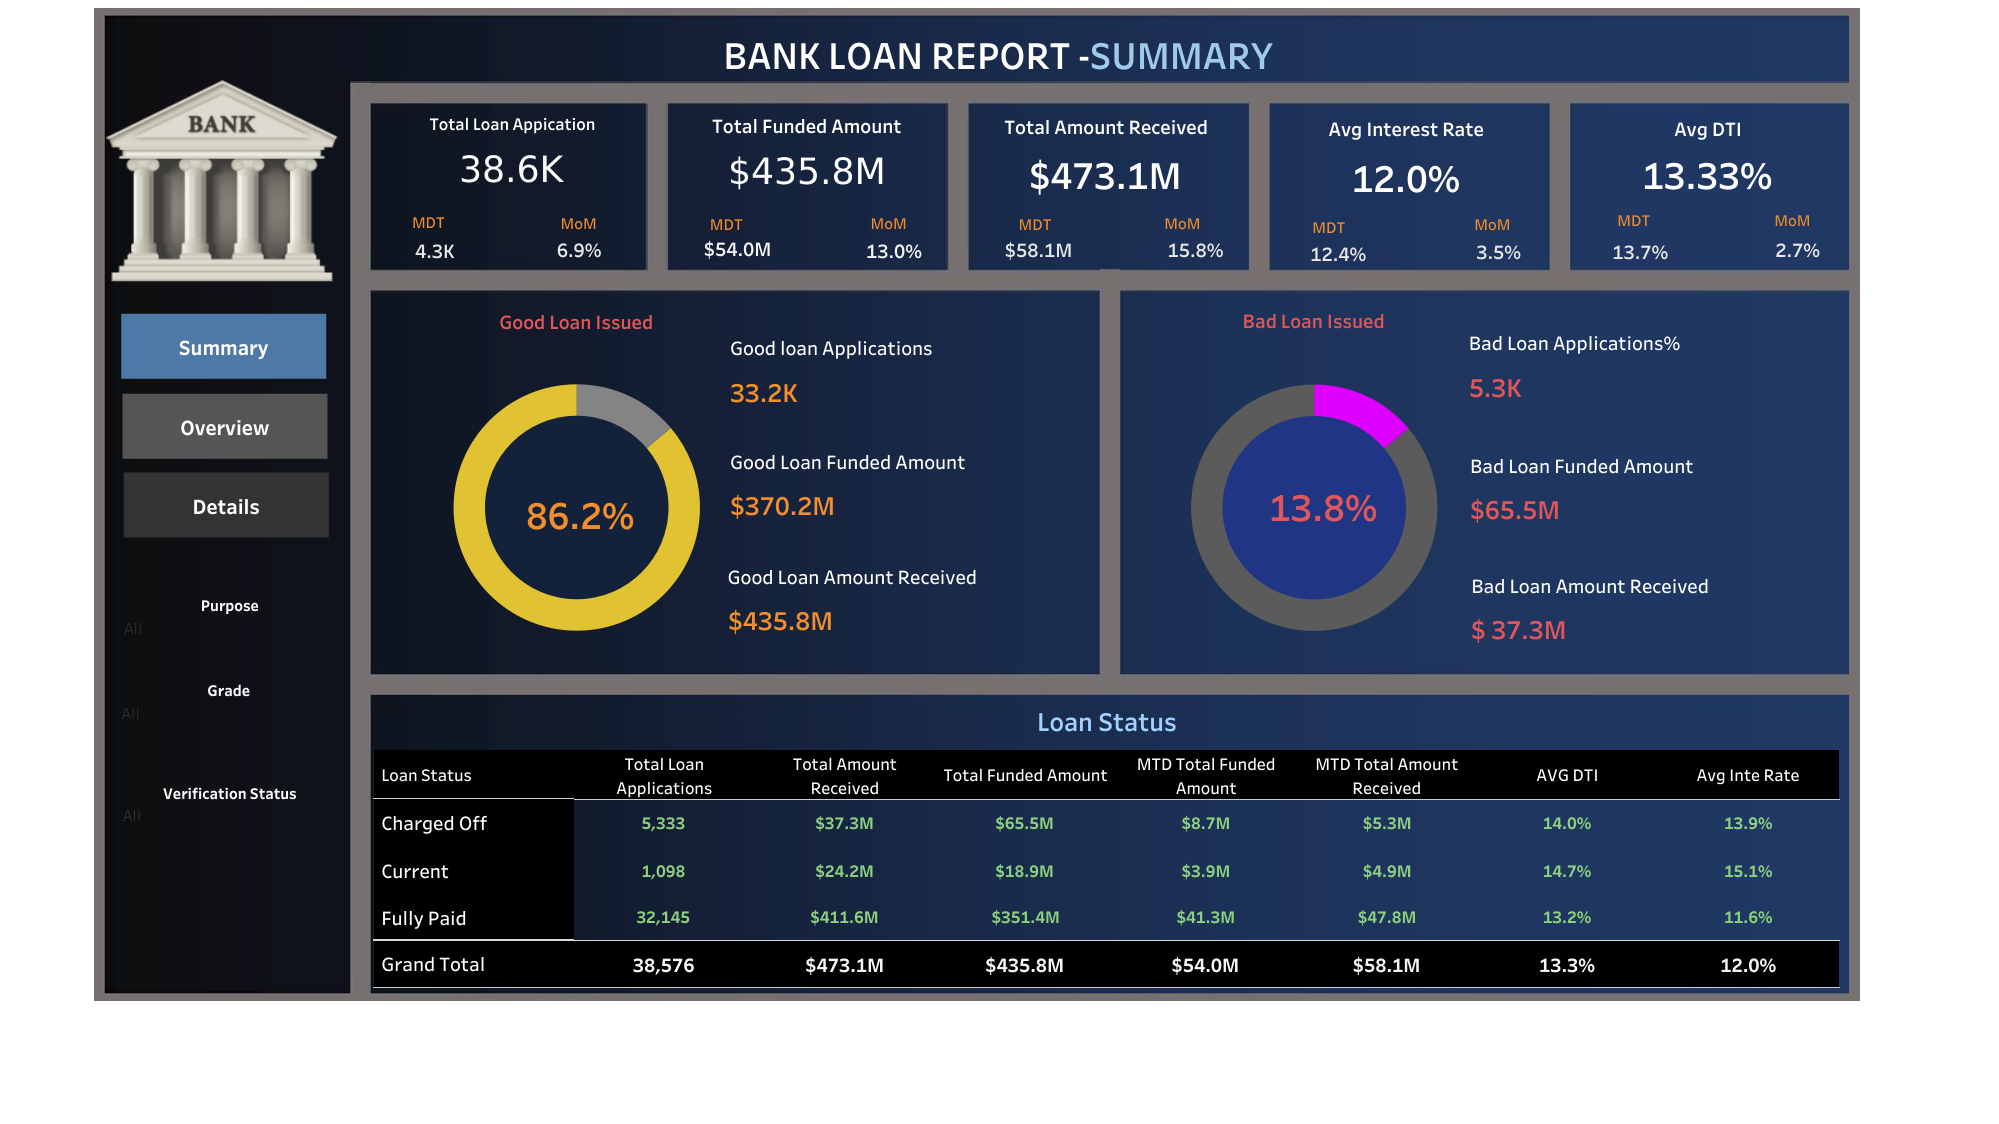 BANK LOAN REPORT -SUMMARY
BANK
Total Loan Appication
38.6K
MDT MoM
4.3K 6.9%
Total Funded Amount
$435.8M
MDT MoM
$54.0M 13.0%
Total Amount Received
$473.1M
MDT MoM
$58.1M 15.8%
Avg Interest Rate
12.0%
MDT MoM
12.4% 3.5%
Avg DTI
13.33%
MDT MoM
13.7% 2.7%
Summary
Overview
Details
Purpose
All
Grade
All
Verification Status
All
Good Loan Issued
86.2%
Good loan Applications
33.2K
Good Loan Funded Amount
$370.2M
Good Loan Amount Received
$435.8M
Bad Loan Issued
13.8%
Bad Loan Applications%
5.3K
Bad Loan Funded Amount
$65.5M
Bad Loan Amount Received
$ 37.3M
Loan Status
Loan Status Total Loan Applications Total Amount Received Total Funded Amount MTD Total Funded Amount MTD Total Amount Received AVG DTI Avg Inte Rate
Charged Off 5,333 $37.3M $65.5M $8.7M $5.3M 14.0% 13.9%
Current 1,098 $24.2M $18.9M $3.9M $4.9M 14.7% 15.1%
Fully Paid 32,145 $411.6M $351.4M $41.3M $47.8M 13.2% 11.6%
Grand Total 38,576 $473.1M $435.8M $54.0M $58.1M 13.3% 12.0%